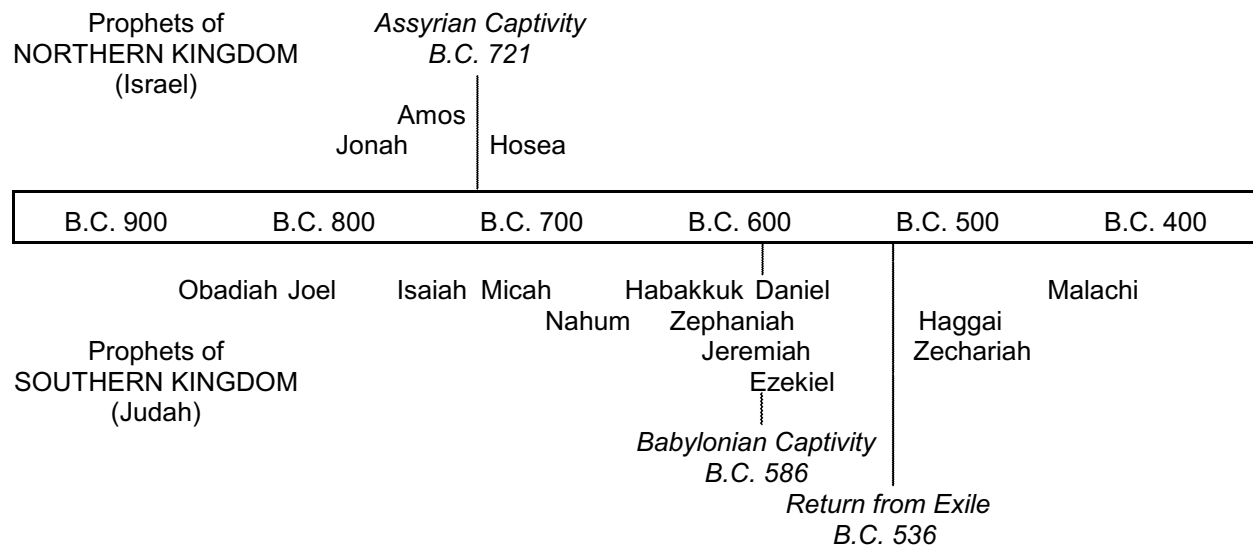 Prophets of
NORTHERN KINGDOM
(Israel)
Assyrian Captivity
B.C. 721
Amos
Jonah Hosea
B.C. 900 B.C. 800 B.C. 700 B.C. 600 B.C. 500 B.C. 400
Obadiah Joel Isaiah Micah Habakkuk Daniel Malachi
Nahum Zephaniah Haggai
Jeremiah Zechariah
Ezekiel
Prophets of
SOUTHERN KINGDOM
(Judah)
Babylonian Captivity
B.C. 586
Return from Exile
B.C. 536